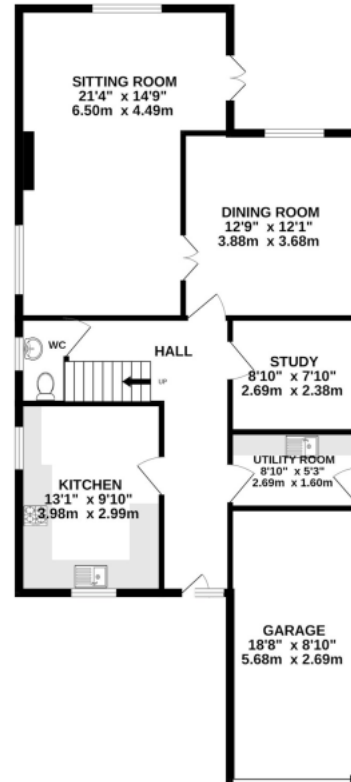 SITTING ROOM
21'4" x 14'9"
6.50m x 4.49m
DINING ROOM
12'9" x 12'1"
3.88m x 3.68m
WC
HALL
UP
STUDY
8'10" x 7'10"
2.69m x 2.38m
UTILITY ROOM
8'10" x 5'3"
2.69m x 1.60m
KITCHEN
13'1" x 9'10"
3.98m x 2.99m
GARAGE
18'8" x 8'10"
5.68m x 2.69m